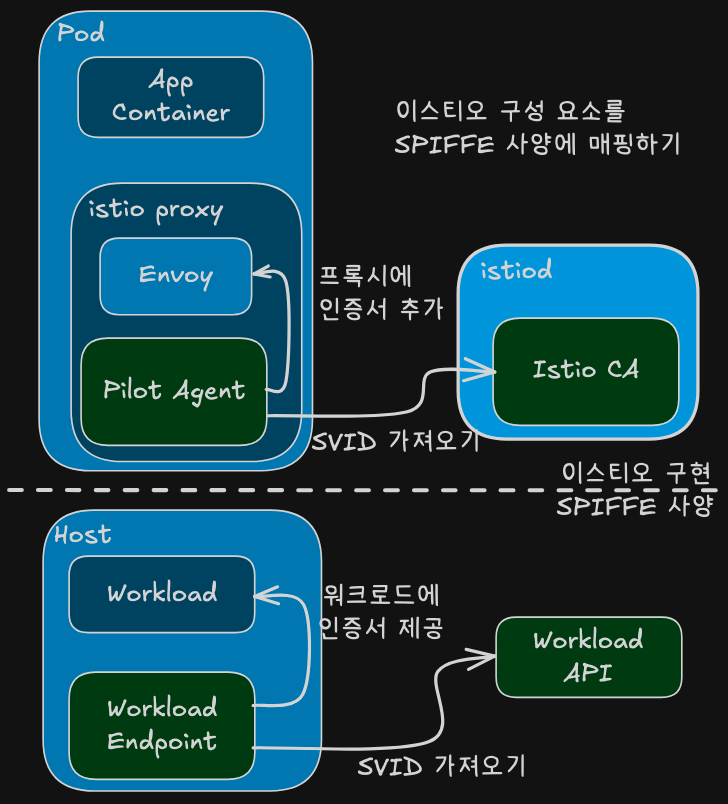 Pod
App
Container
이스티오 구성 요소를
SPIFFE 사양에 매핑하기
istio proxy
Envoy
프록시에
인증서 추가
istiod
Pilot Agent
Istio CA
SVID 가져오기
이스티오 구현
SPIFFE 사양
Host
Workload
워크로드에
인증서 제공
Workload
API
Workload
Endpoint
SVID 가져오기